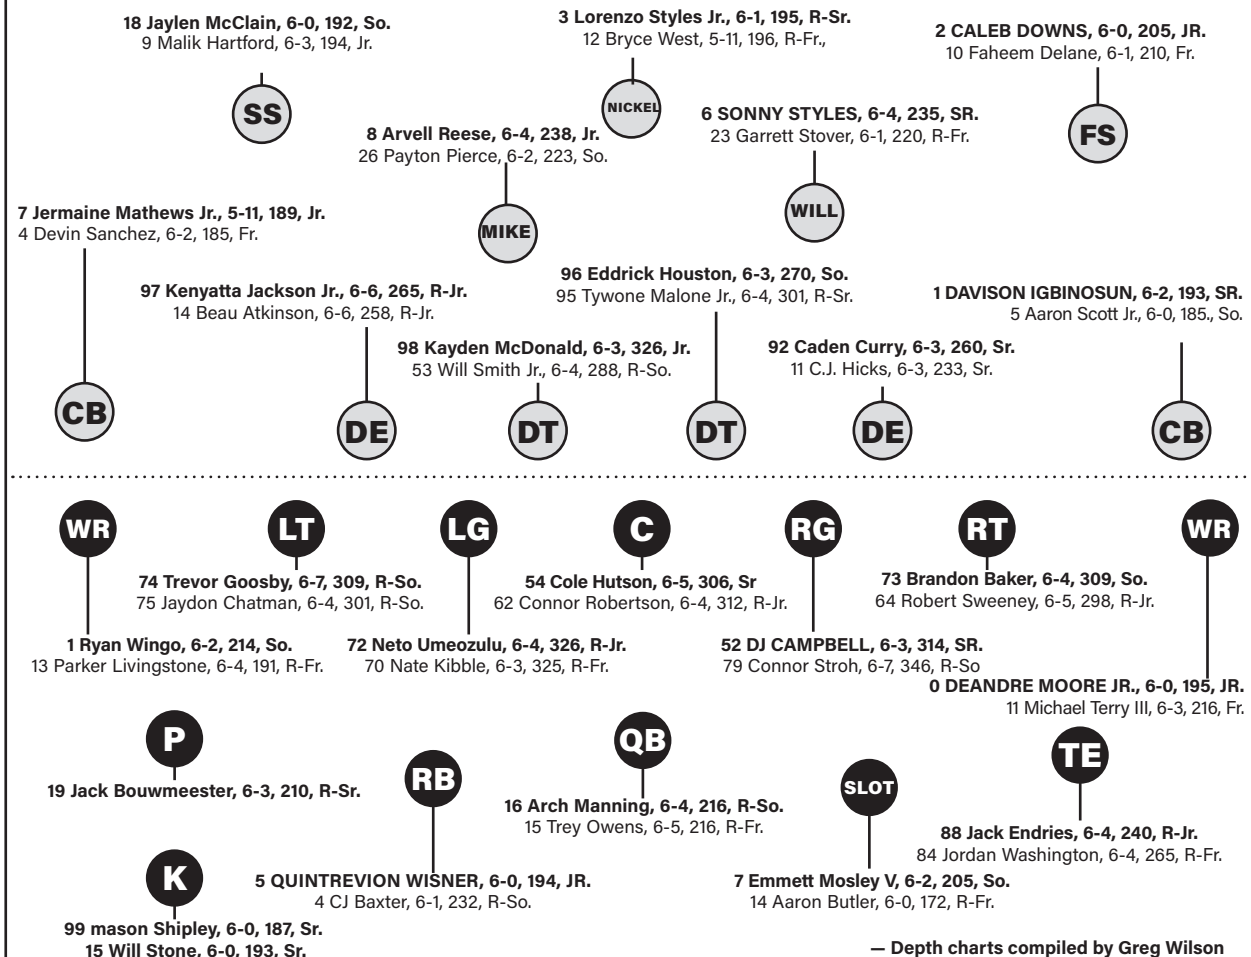 18 Jaylen McClain, 6-0, 192, So.
9 Malik Hartford, 6-3, 194, Jr.
SS
3 Lorenzo Styles Jr., 6-1, 195, R-Sr.
12 Bryce West, 5-11, 196, R-Fr.,
NICKEL
2 CALEB DOWNS, 6-0, 205, JR.
10 Faheem Delane, 6-1, 210, Fr.
FS
8 Arvell Reese, 6-4, 238, Jr.
26 Payton Pierce, 6-2, 223, So.
MIKE
6 SONNY STYLES, 6-4, 235, SR.
23 Garrett Stover, 6-1, 220, R-Fr.
WILL
7 Jermaine Mathews Jr., 5-11, 189, Jr.
4 Devin Sanchez, 6-2, 185, Fr.
CB
97 Kenyatta Jackson Jr., 6-6, 265, R-Jr.
14 Beau Atkinson, 6-6, 258, R-Jr.
DE
98 Kayden McDonald, 6-3, 326, Jr.
53 Will Smith Jr., 6-4, 288, R-So.
DT
96 Eddrick Houston, 6-3, 270, So.
95 Tywone Malone Jr., 6-4, 301, R-Sr.
DT
92 Caden Curry, 6-3, 260, Sr.
11 C.J. Hicks, 6-3, 233, Sr.
DE
1 DAVISON IGBINOSUN, 6-2, 193, SR.
5 Aaron Scott Jr., 6-0, 185., So.
CB
WR
1 Ryan Wingo, 6-2, 214, So.
13 Parker Livingstone, 6-4, 191, R-Fr.
LT
74 Trevor Goosby, 6-7, 309, R-So.
75 Jaydon Chatman, 6-4, 301, R-So.
LG
72 Neto Umeozulu, 6-4, 326, R-Jr.
70 Nate Kibble, 6-3, 325, R-Fr.
C
54 Cole Hutson, 6-5, 306, Sr
62 Connor Robertson, 6-4, 312, R-Jr.
RG
52 DJ CAMPBELL, 6-3, 314, SR.
79 Connor Stroh, 6-7, 346, R-So
RT
73 Brandon Baker, 6-4, 309, So.
64 Robert Sweeney, 6-5, 298, R-Jr.
WR
0 DEANDRE MOORE JR., 6-0, 195, JR.
11 Michael Terry III, 6-3, 216, Fr.
P
19 Jack Bouwmeester, 6-3, 210, R-Sr.
RB
5 QUINTREVION WISNER, 6-0, 194, JR.
4 CJ Baxter, 6-1, 232, R-So.
QB
16 Arch Manning, 6-4, 216, R-So.
15 Trey Owens, 6-5, 216, R-Fr.
SLOT
7 Emmett Mosley V, 6-2, 205, So.
14 Aaron Butler, 6-0, 172, R-Fr.
TE
88 Jack Endries, 6-4, 240, R-Jr.
84 Jordan Washington, 6-4, 265, R-Fr.
K
99 mason Shipley, 6-0, 187, Sr.
15 Will Stone, 6-0, 193, Sr.
— Depth charts compiled by Greg Wilson